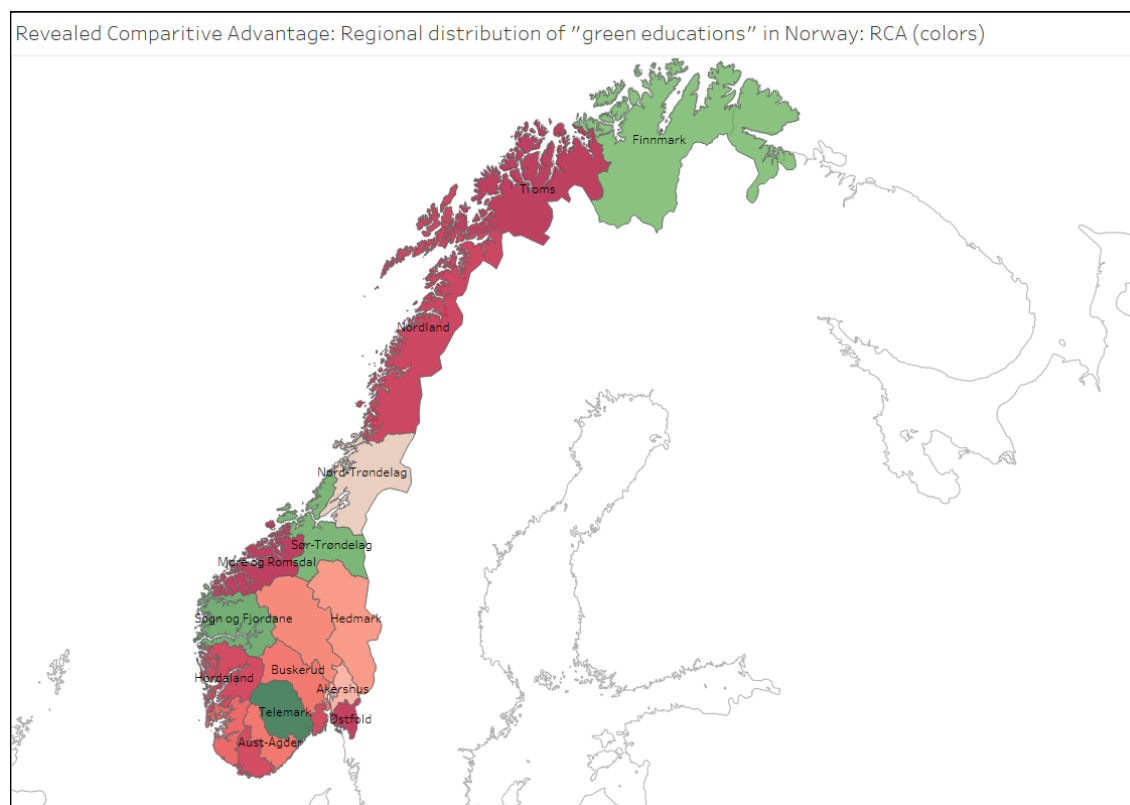 Revealed Comparitive Advantage: Regional distribution of "green educations" in Norway: RCA (colors)
Finnmark
Troms
Nordland
Nord-Trøndelag
Sør-Trøndelag
Møre og Romsdal
Sogn og Fjordane
Hedmark
Buskerud
Hordaland
Akershus
Telemark
Østfold
Aust-Agder